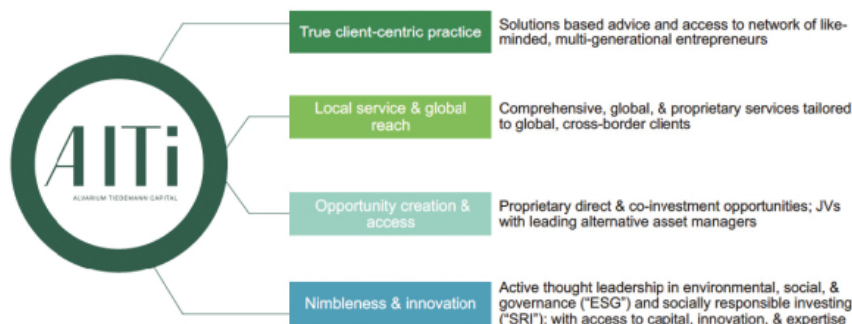 AlTi
ALVARIUM TIEDEMANN CAPITAL
True client-centric practice
Solutions based advice and access to network of like-
minded, multi-generational entrepreneurs
Local service & global
reach
Comprehensive, global, & proprietary services tailored
to global, cross-border clients
Opportunity creation &
access
Proprietary direct & co-investment opportunities; JVs
with leading alternative asset managers
Nimbleness & innovation
Active thought leadership in environmental, social, &
governance (“ESG”) and socially responsible investing
(“SRI”); with access to capital, innovation, & expertise